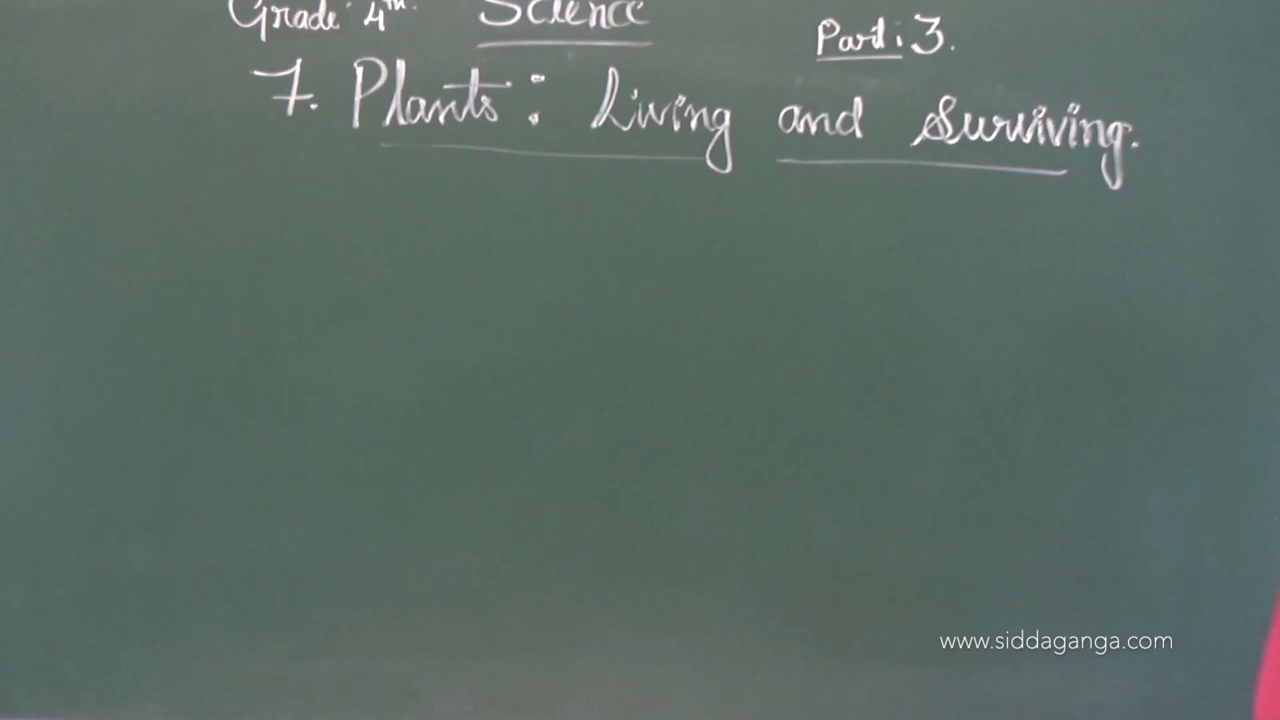 Grade 4th. Science Part: 3.
7. Plants: Living and Surviving.
www.siddaganga.com